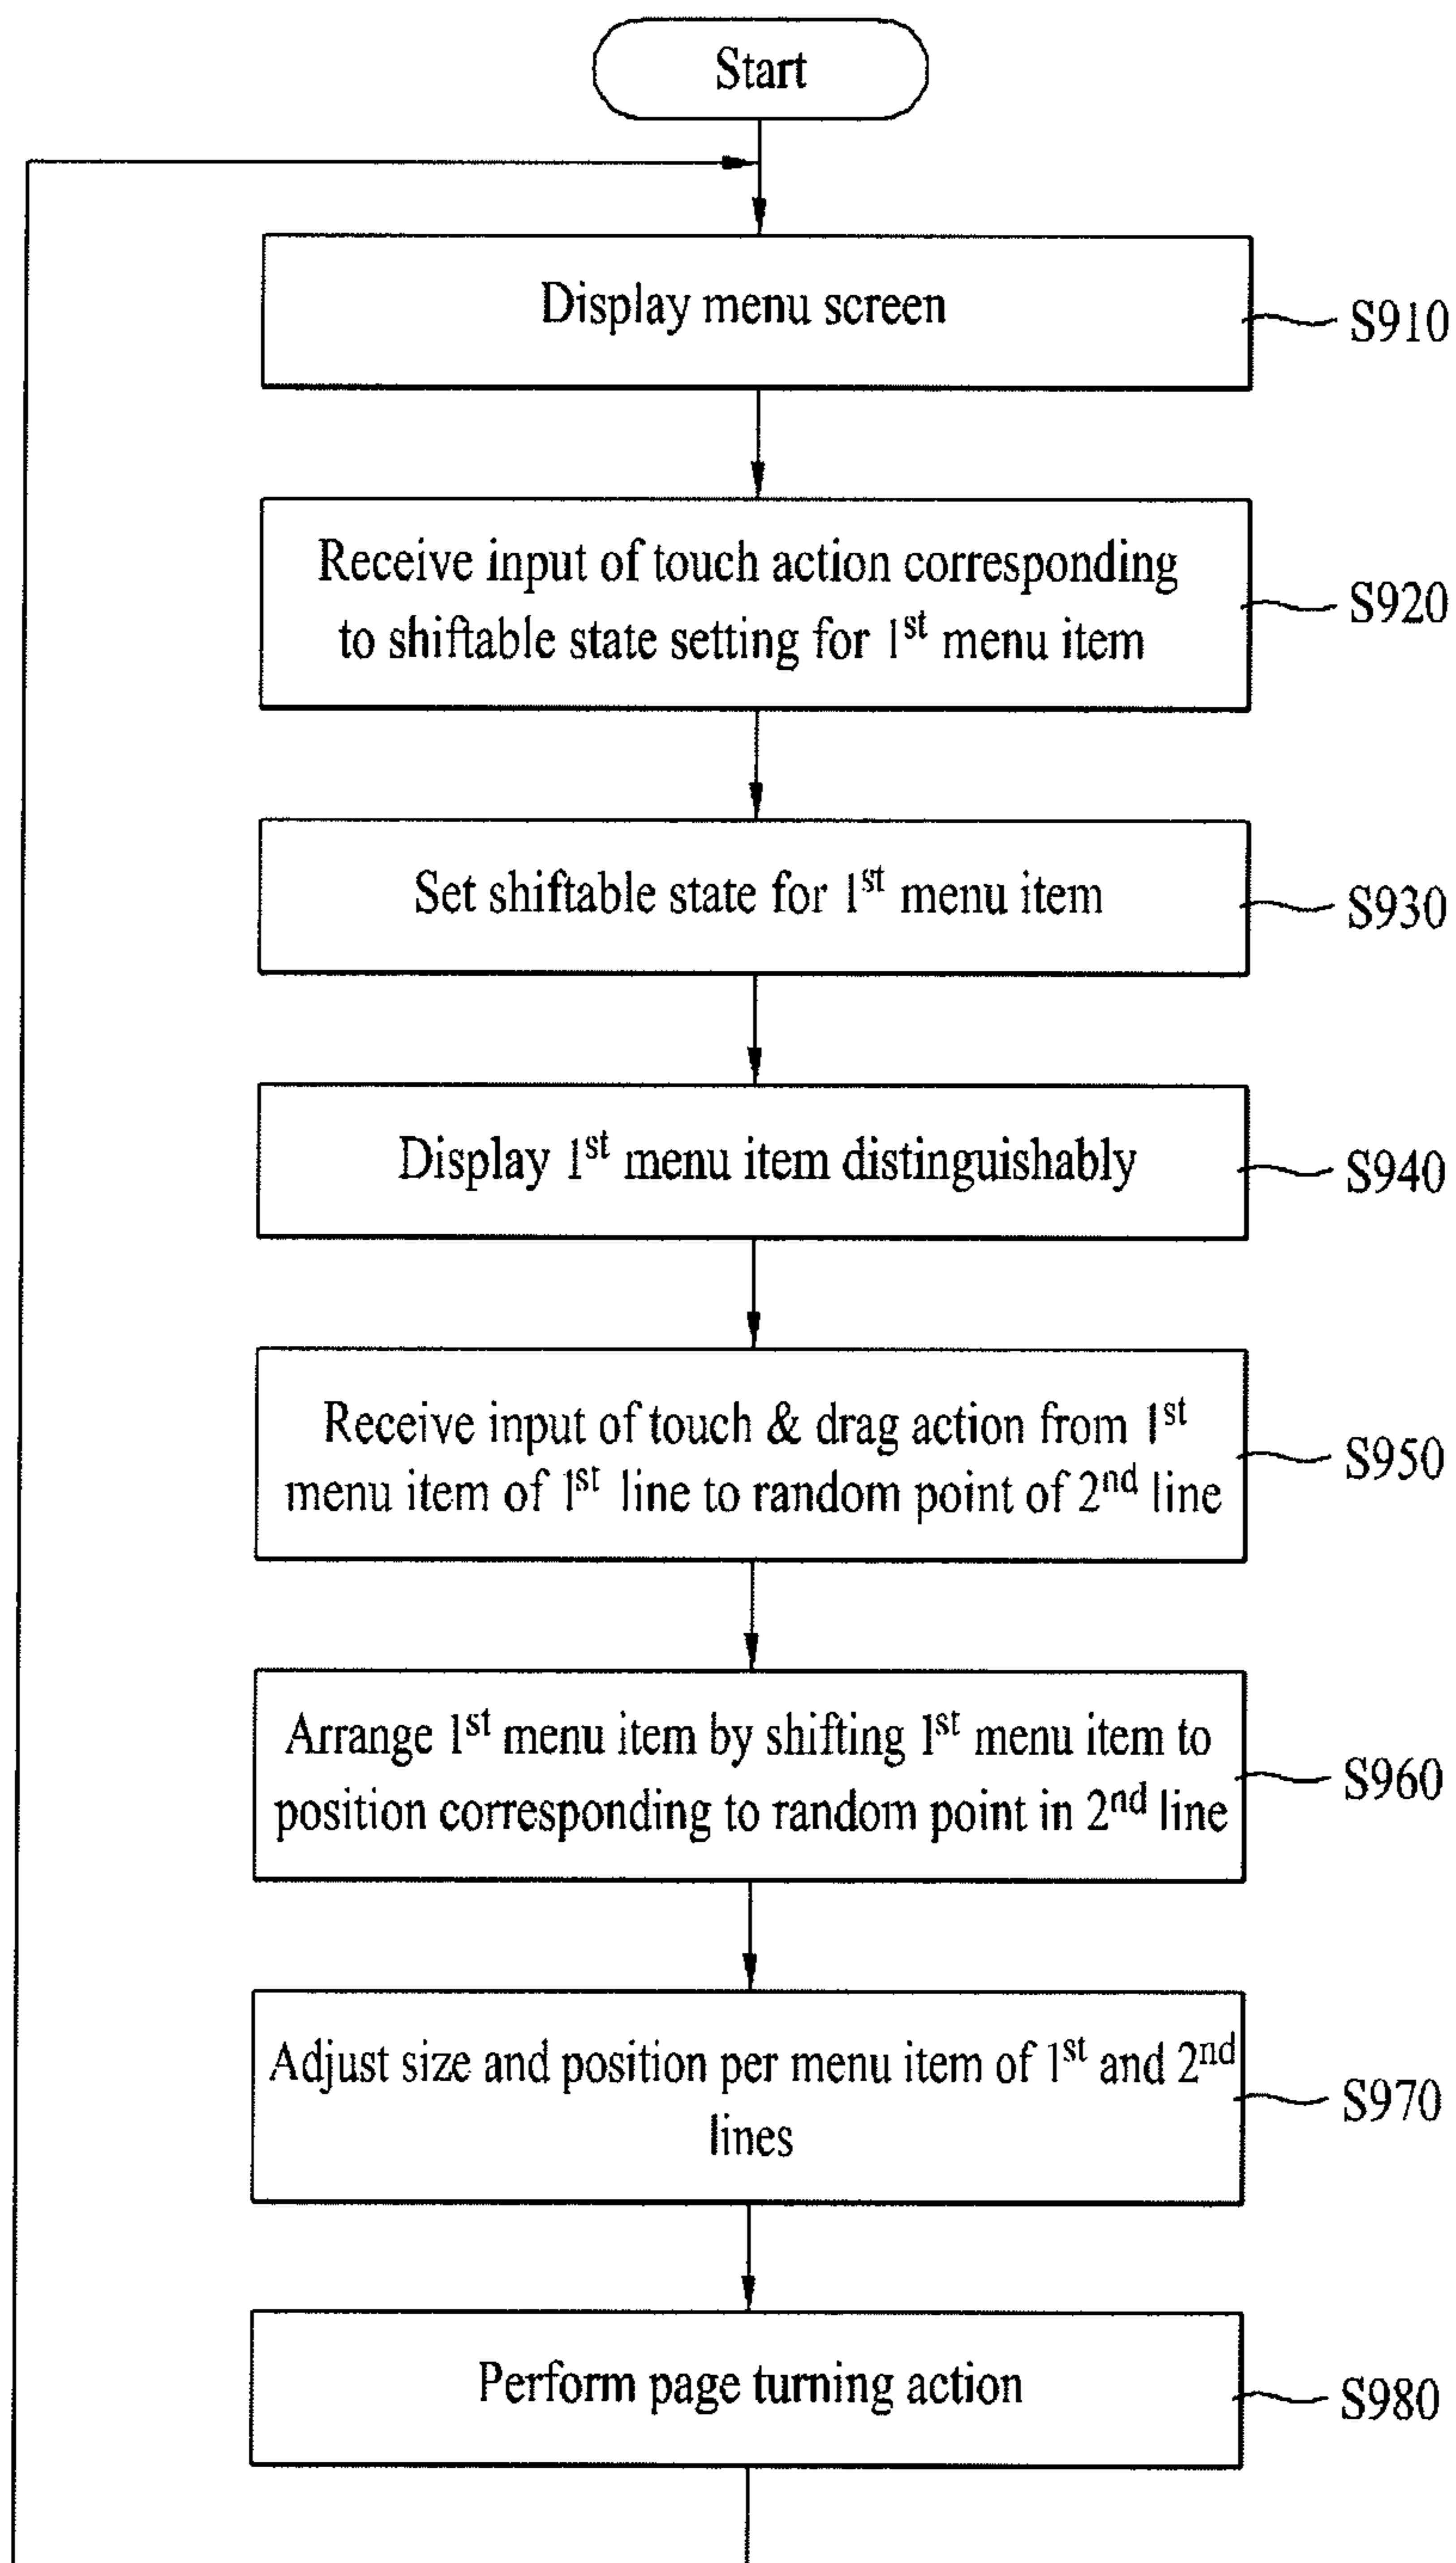 Start
Display menu screen
S910
Receive input of touch action corresponding
to shiftable state setting for 1st menu item
S920
Set shiftable state for 1st menu item
S930
Display 1st menu item distinguishably
S940
Receive input of touch & drag action from 1st
menu item of 1st line to random point of 2nd line
S950
Arrange 1st menu item by shifting 1st menu item to
position corresponding to random point in 2nd line
S960
Adjust size and position per menu item of 1st and 2nd
lines
S970
Perform page turning action
S980